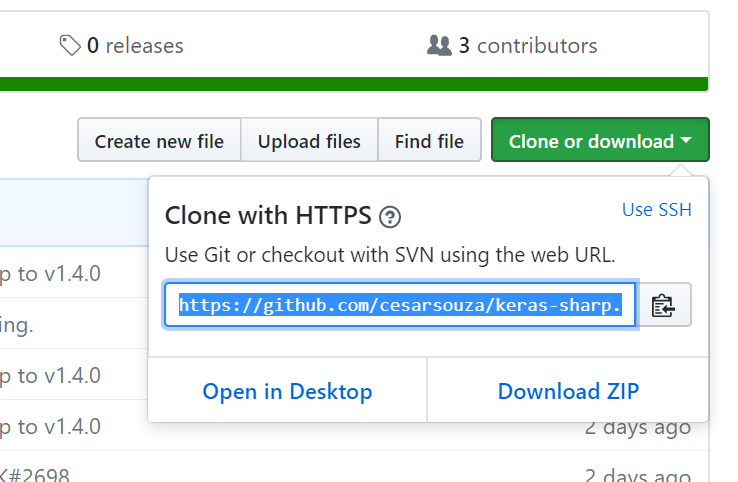 0 releases
3 contributors
Create new file
Upload files
Find file
Clone or download
Clone with HTTPS
Use SSH
Use Git or checkout with SVN using the web URL.
https://github.com/cesarsouza/keras-sharp.
Open in Desktop
Download ZIP
p to v1.4.0
ing.
p to v1.4.0
p to v1.4.0
2 days ago
K#2698
2 days ago